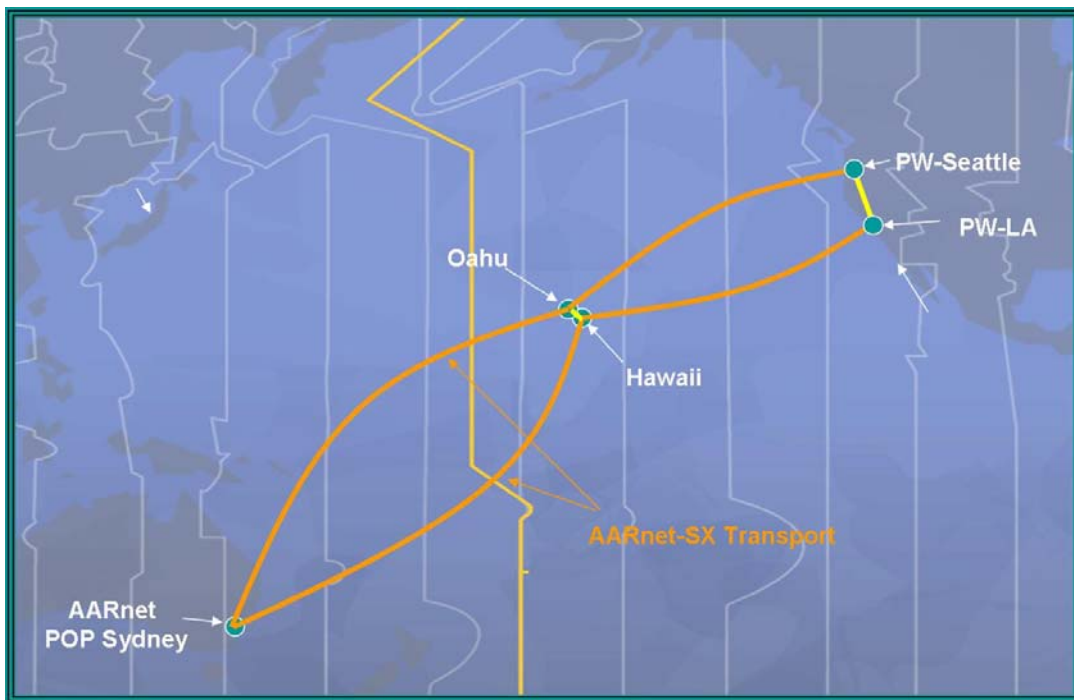 PW-Seattle
PW-LA
Oahu
Hawaii
AARnet-SX Transport
AARnet
POP Sydney